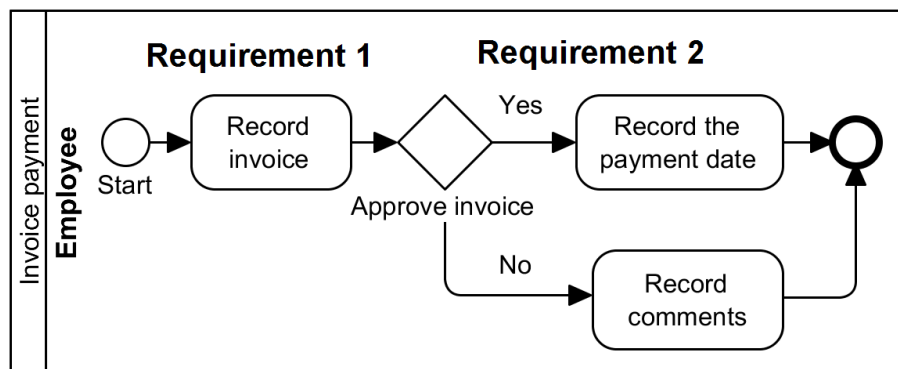 Invoice payment
Employee
Requirement 1
Requirement 2
Start
Record
invoice
Approve invoice
Yes
Record the
payment date
No
Record
comments